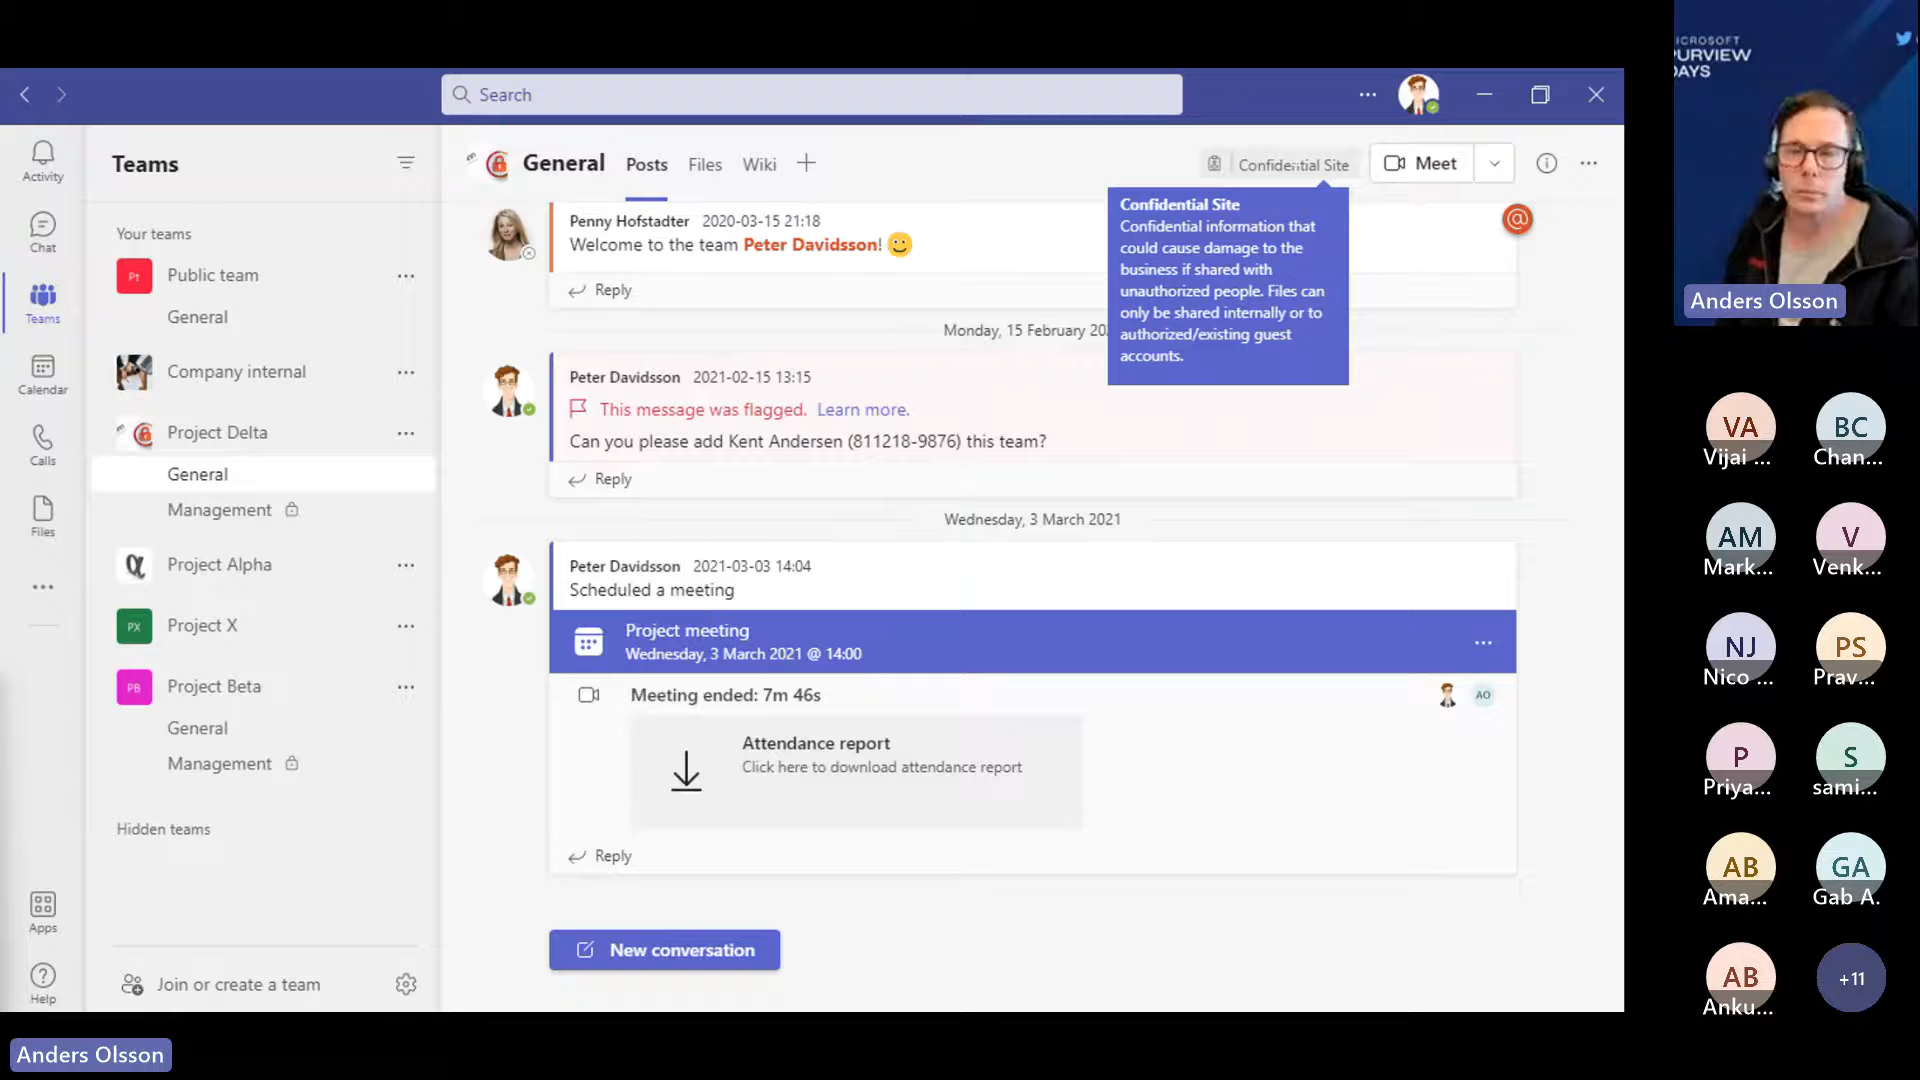 Search
Activity
Chat
Teams
Calendar
Calls
Files
Apps
Help
Teams
Your teams
Pt
Public team
General
Company internal
Project Delta
General
Management
α
Project Alpha
PX
Project X
PB
Project Beta
General
Management
Hidden teams
Join or create a team
General
Posts
Files
Wiki
Confidential Site
Meet
Confidential Site
Confidential information that
could cause damage to the
business if shared with
unauthorized people. Files can
only be shared internally or to
authorized/existing guest
accounts.
Penny Hofstadter 2020-03-15 21:18
Welcome to the team Peter Davidsson!
@
Reply
Monday, 15 February
Peter Davidsson 2021-02-15 13:15
This message was flagged. Learn more.
Can you please add Kent Andersen (811218-9876) this team?
Reply
Wednesday, 3 March 2021
Peter Davidsson 2021-03-03 14:04
Scheduled a meeting
Project meeting
Wednesday, 3 March 2021 @ 14:00
Meeting ended: 7m 46s
AO
Attendance report
Click here to download attendance report
Reply
New conversation
ICROSOFT
URVIEW
DAYS
Anders Olsson
VA
Vijai ...
BC
Chan...
AM
Mark...
V
Venk...
NJ
Nico ...
PS
Prav...
P
Priya...
S
sami...
AB
Ama...
GA
Gab A.
AB
Anku...
+11
Anders Olsson